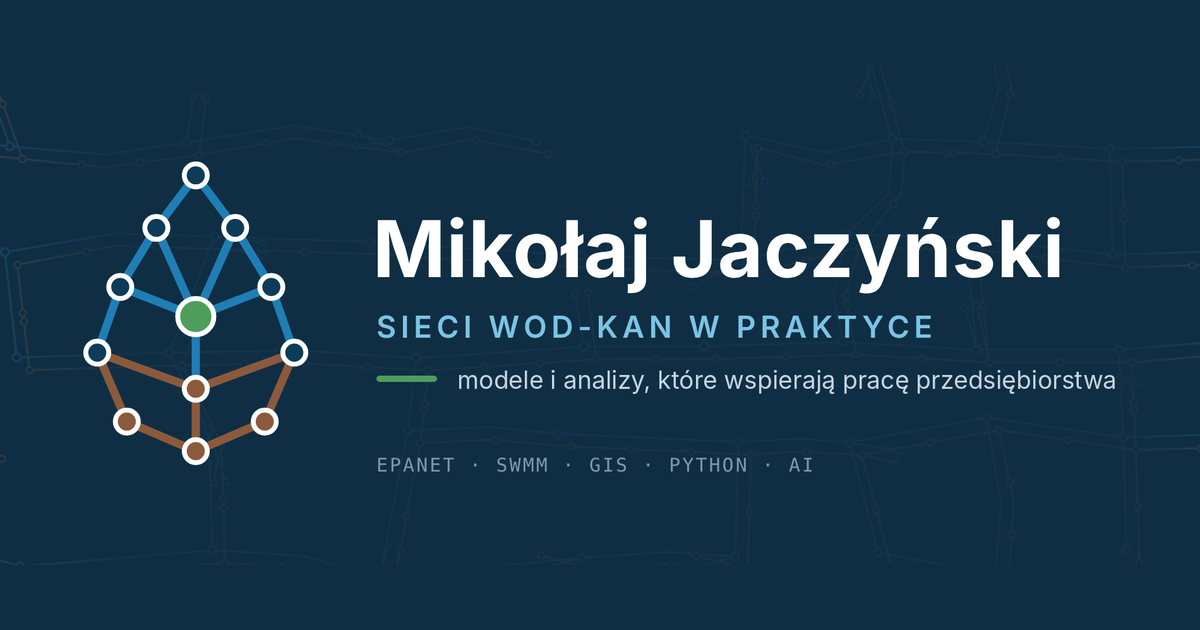 Mikołaj Jaczyński
SIECI WOD-KAN W PRAKTYCE
modele i analizy, które wspierają pracę przedsiębiorstwa
EPANET · SWMM · GIS · PYTHON · AI